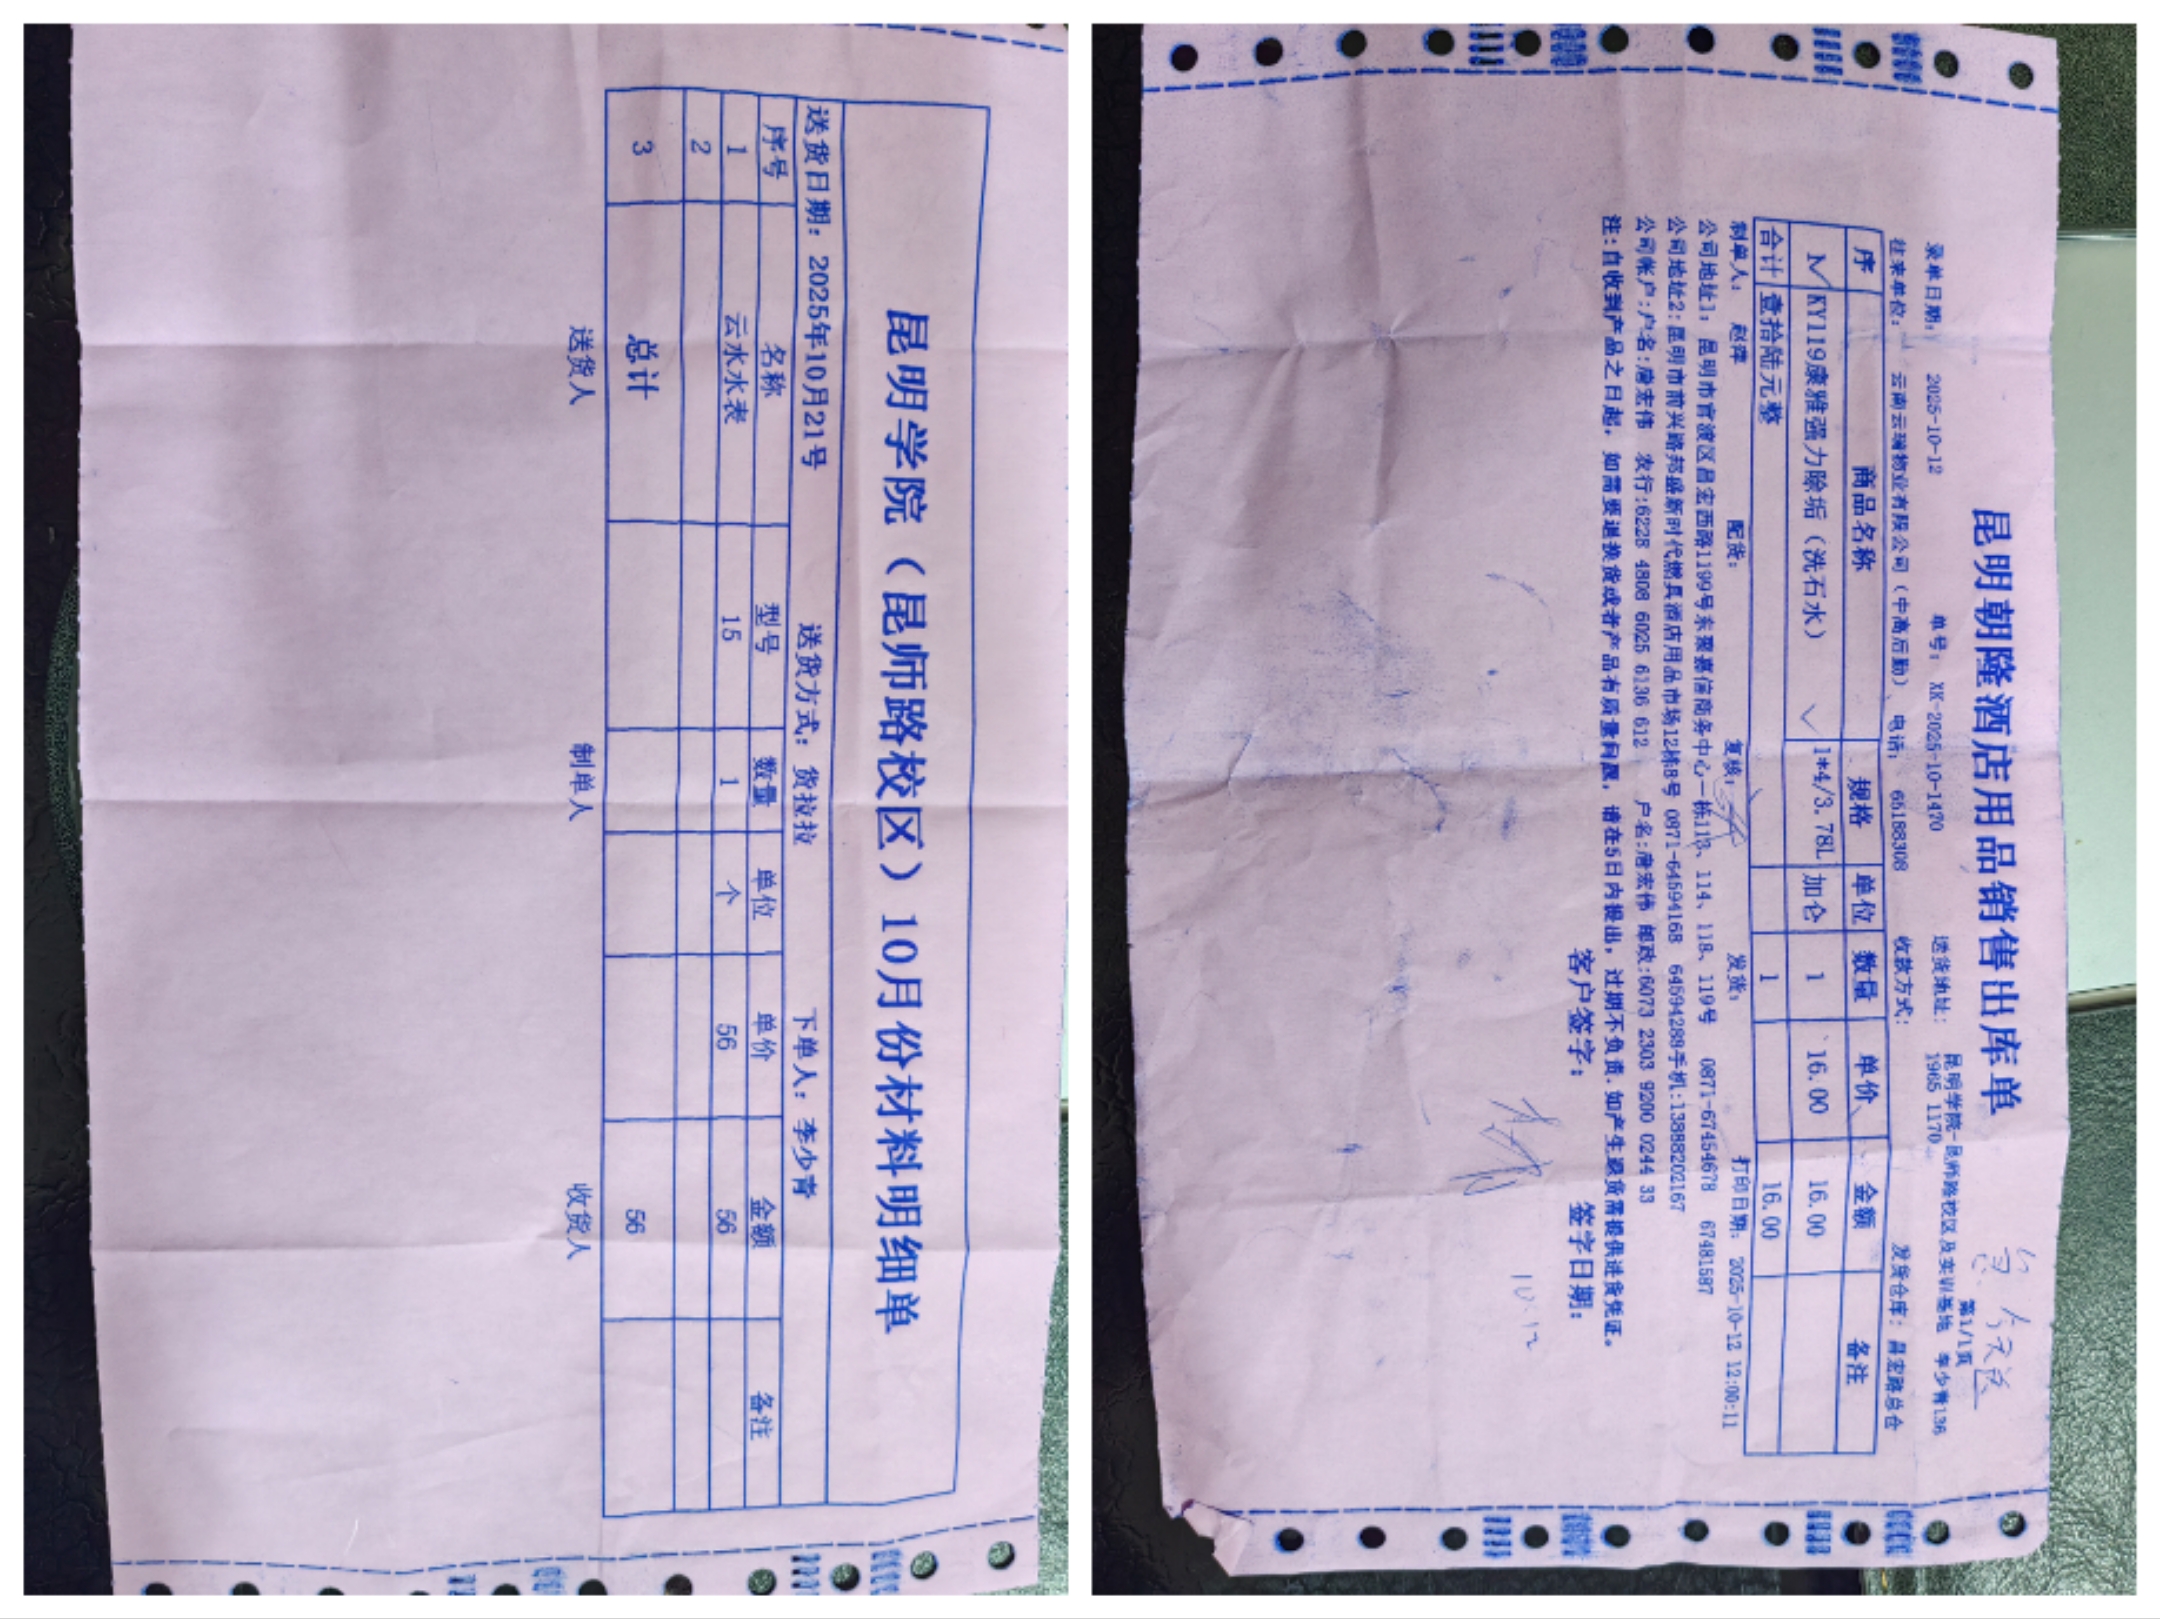 昆明学院（昆师路校区）10月份材料明细单
送货日期：2025年10月21号 送货方式：货拉拉 下单人：李少青
序号 名称 型号 数量 单位 单价 金额 备注
1 云水水表 15 1 个 56 56
2
3 总计 56
送货人 制单人 收货人
昆明朝隆酒店用品销售出库单
第1/1页
录单日期： 2025-10-12 单号：XK-2025-10-1470 送货地址： 昆明学院-昆师路校区及实训基地 李少青136
1965 1170
往来单位： 云南云瑞物业有限公司（中高后勤） 电话： 65188308 收款方式： 发货仓库：昌宏路总仓
序 商品名称 规格 单位 数量 单价 金额 备注
1 KY119康雅强力除垢（洗石水） 1*4/3.78L 加仑 1 16.00 16.00
合计 壹拾陆元整 1 16.00
制单人： 赵萍 配货： 复核： 发货： 打印日期： 2025-10-12 12:00:11
公司地址1：昆明市官渡区昌宏西路1199号东聚嘉信商务中心一栋113、114、118、119号 0871-67454678 67481587
公司地址2:昆明市前兴路邦盛新时代燃具酒店用品市场12栋8号 0871-64594168 64594288手机:13888202167
公司帐户:户名:唐宏伟 农行:6228 4808 6025 6136 612 户名:唐宏伟 邮政:6073 2303 9200 0244 33
注:自收到产品之日起，如需要退换货或者产品有质量问题，请在5日内提出，过期不负责.如产生退货需提供进货凭证。
客户签字： 签字日期：
10.12